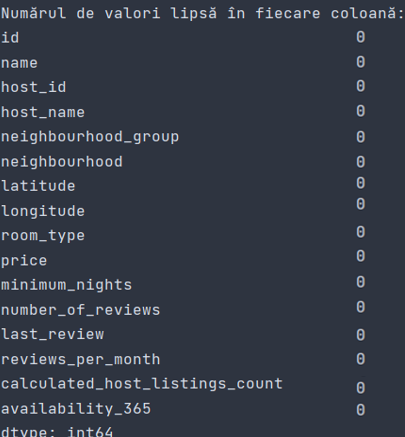 Numărul de valori lipsă în fiecare coloană:
id 0
name 0
host_id 0
host_name 0
neighbourhood_group 0
neighbourhood 0
latitude 0
longitude 0
room_type 0
price 0
minimum_nights 0
number_of_reviews 0
last_review 0
reviews_per_month 0
calculated_host_listings_count 0
availability_365 0
dtype: int64